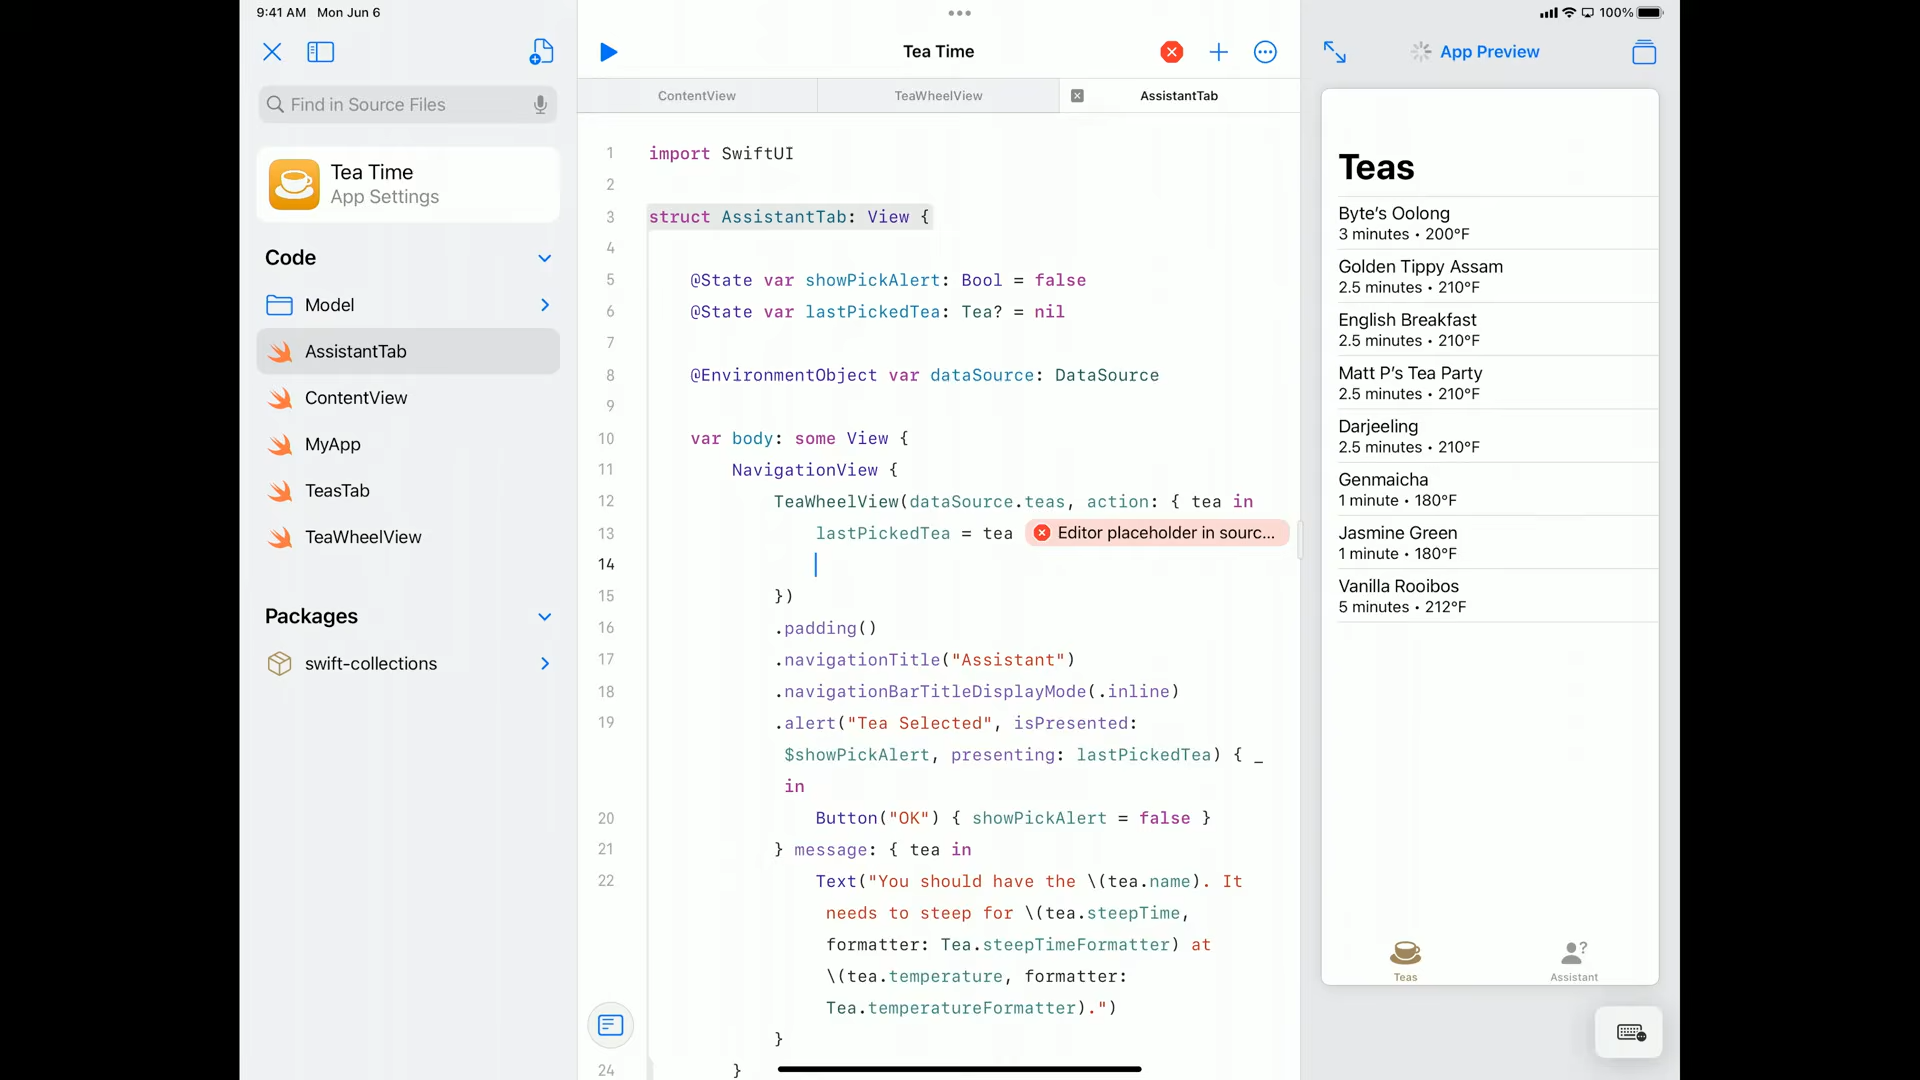 9:41 AM Mon Jun 6
100%
Find in Source Files
Tea Time
App Settings
Code
Model
AssistantTab
ContentView
MyApp
TeasTab
TeaWheelView
Packages
swift-collections
Tea Time
ContentView
TeaWheelView
AssistantTab
1 import SwiftUI
2
3 struct AssistantTab: View {
4
5 @State var showPickAlert: Bool = false
6 @State var lastPickedTea: Tea? = nil
7
8 @EnvironmentObject var dataSource: DataSource
9
10 var body: some View {
11 NavigationView {
12 TeaWheelView(dataSource.teas, action: { tea in
13 lastPickedTea = tea Editor placeholder in sourc...
14
15 })
16 .padding()
17 .navigationTitle("Assistant")
18 .navigationBarTitleDisplayMode(.inline)
19 .alert("Tea Selected", isPresented:
$showPickAlert, presenting: lastPickedTea) { _
in
20 Button("OK") { showPickAlert = false }
21 } message: { tea in
22 Text("You should have the \(tea.name). It
needs to steep for \(tea.steepTime,
formatter: Tea.steepTimeFormatter) at
\(tea.temperature, formatter:
Tea.temperatureFormatter).")
}
24 }
App Preview
Teas
Byte’s Oolong
3 minutes • 200°F
Golden Tippy Assam
2.5 minutes • 210°F
English Breakfast
2.5 minutes • 210°F
Matt P’s Tea Party
2.5 minutes • 210°F
Darjeeling
2.5 minutes • 210°F
Genmaicha
1 minute • 180°F
Jasmine Green
1 minute • 180°F
Vanilla Rooibos
5 minutes • 212°F
Teas
Assistant